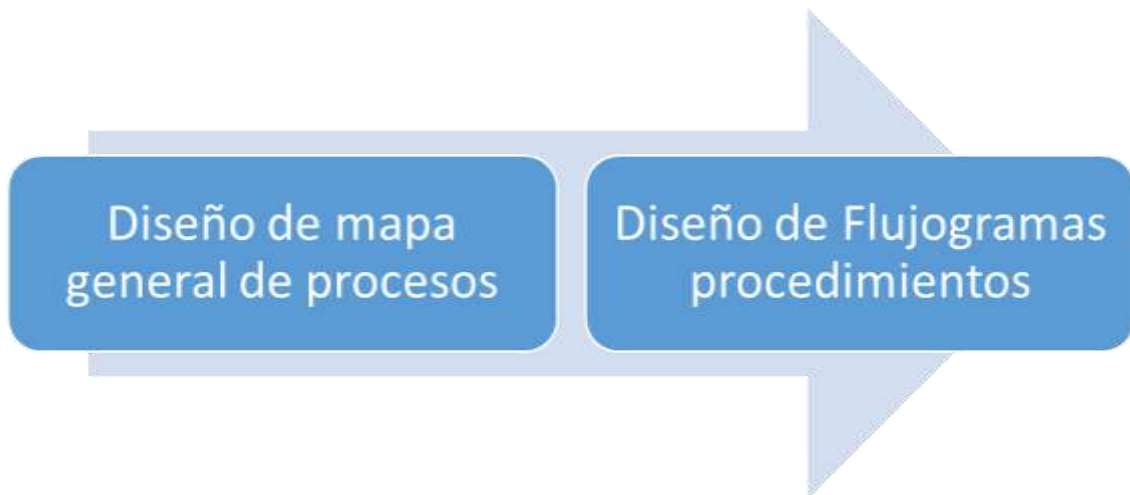 Diseño de mapa
general de procesos
Diseño de Flujogramas
procedimientos